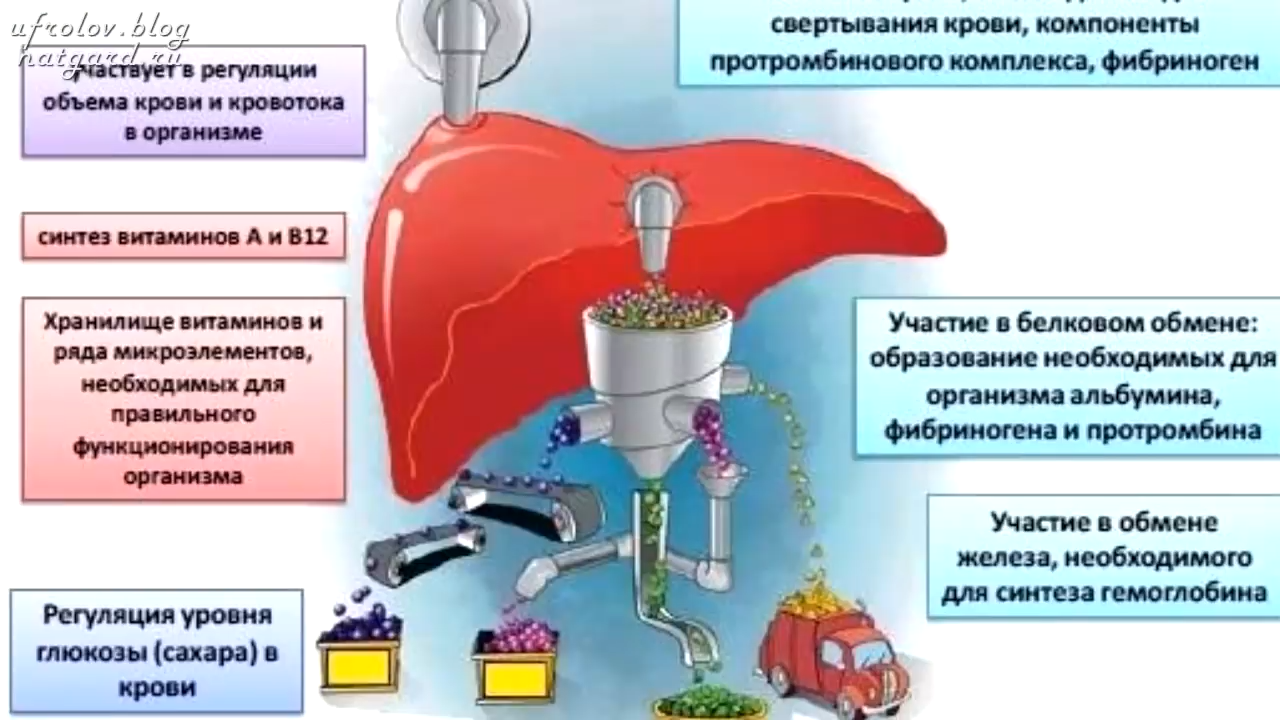 ufrolov.blog
hatgard.ru
участвует в регуляции
объема крови и кровотока
в организме
синтез витаминов А и В12
Хранилище витаминов и
ряда микроэлементов,
необходимых для
правильного
функционирования
организма
Регуляция уровня
глюкозы (сахара) в
крови
свертывания крови, компоненты
протромбинового комплекса, фибриноген
Участие в белковом обмене:
образование необходимых для
организма альбумина,
фибриногена и протромбина
Участие в обмене
железа, необходимого
для синтеза гемоглобина